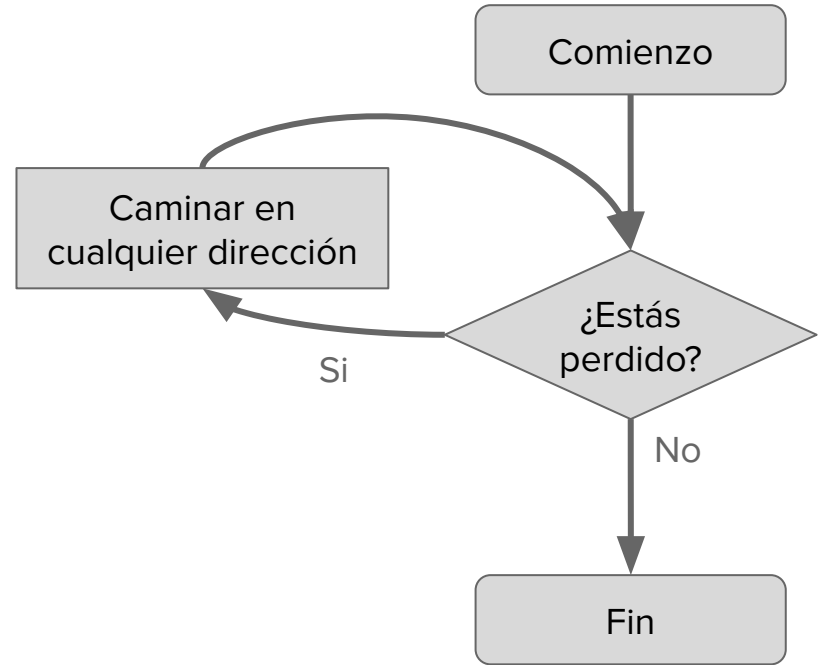 Comienzo
Caminar en
cualquier dirección
¿Estás
perdido?
Si
No
Fin